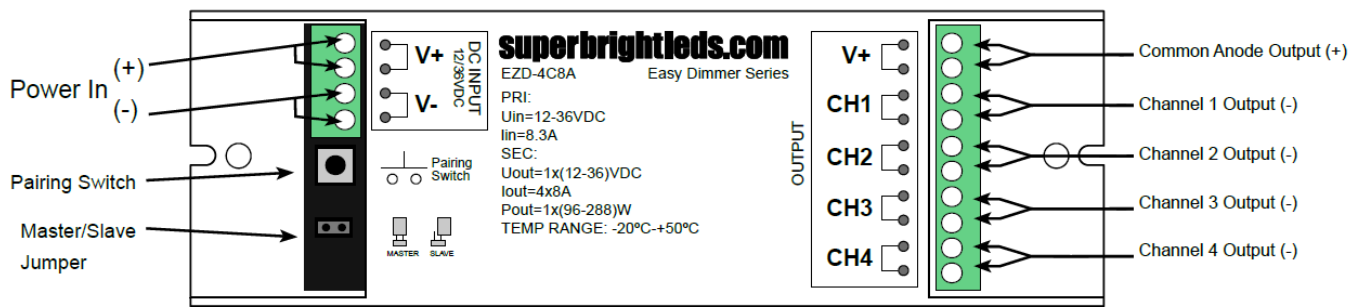 Power In
(+)
(-)
Pairing Switch
Master/Slave
Jumper
V+
V-
DC INPUT
12/36VDC
Pairing
Switch
MASTER
SLAVE
superbrightleds.com
EZD-4C8A
Easy Dimmer Series
PRI:
Uin=12-36VDC
Iin=8.3A
SEC:
Uout=1x(12-36)VDC
Iout=4x8A
Pout=1x(96-288)W
TEMP RANGE: -20ºC-+50ºC
OUTPUT
V+
CH1
CH2
CH3
CH4
Common Anode Output (+)
Channel 1 Output (-)
Channel 2 Output (-)
Channel 3 Output (-)
Channel 4 Output (-)